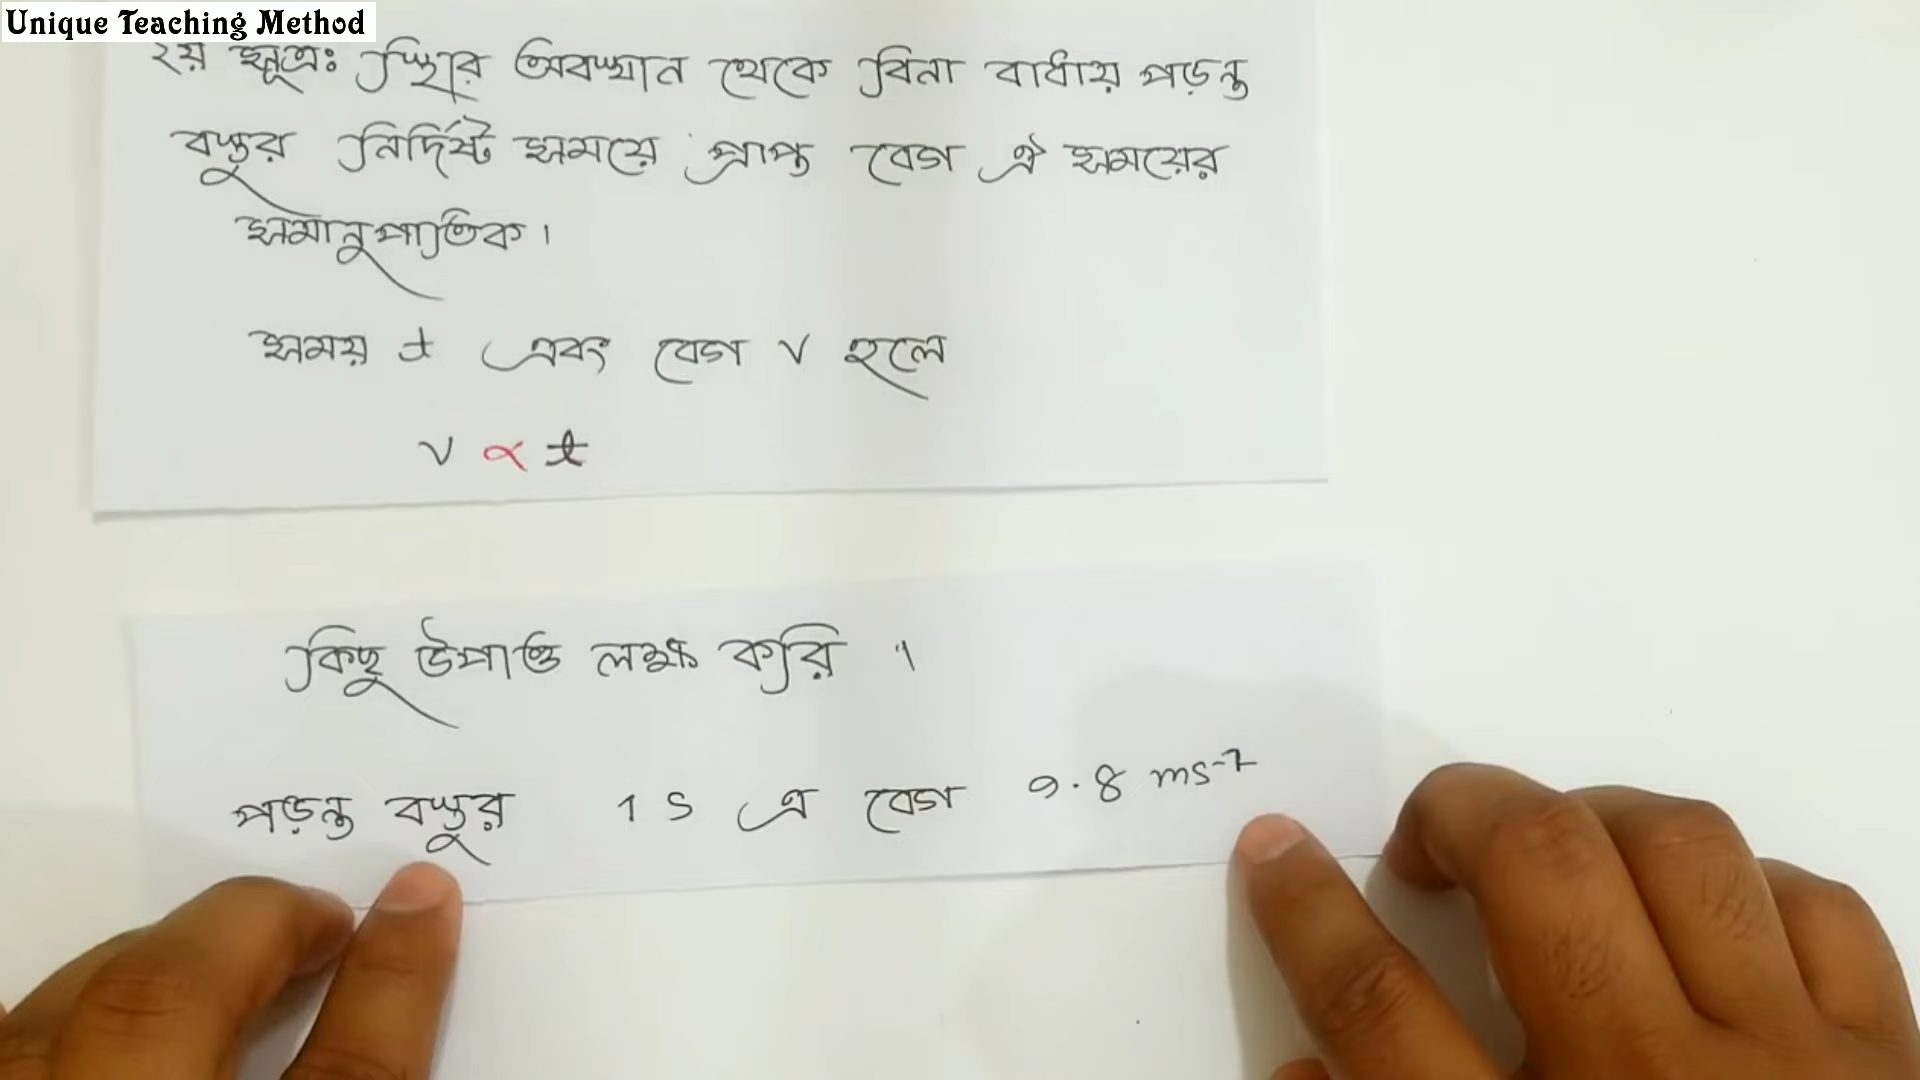 Unique Teaching Method
২য় সূত্রঃ স্থির অবস্থান থেকে বিনা বাধায় পড়ন্ত
বস্তুর নির্দিষ্ট সময়ে প্রাপ্ত বেগ ঐ সময়ের
সমানুপাতিক।
সময় t এবং বেগ v হলে
v ∝ t
কিছু উপাত্ত লক্ষ করি।
পড়ন্ত বস্তুর 1 s এ বেগ 9.8 ms⁻¹